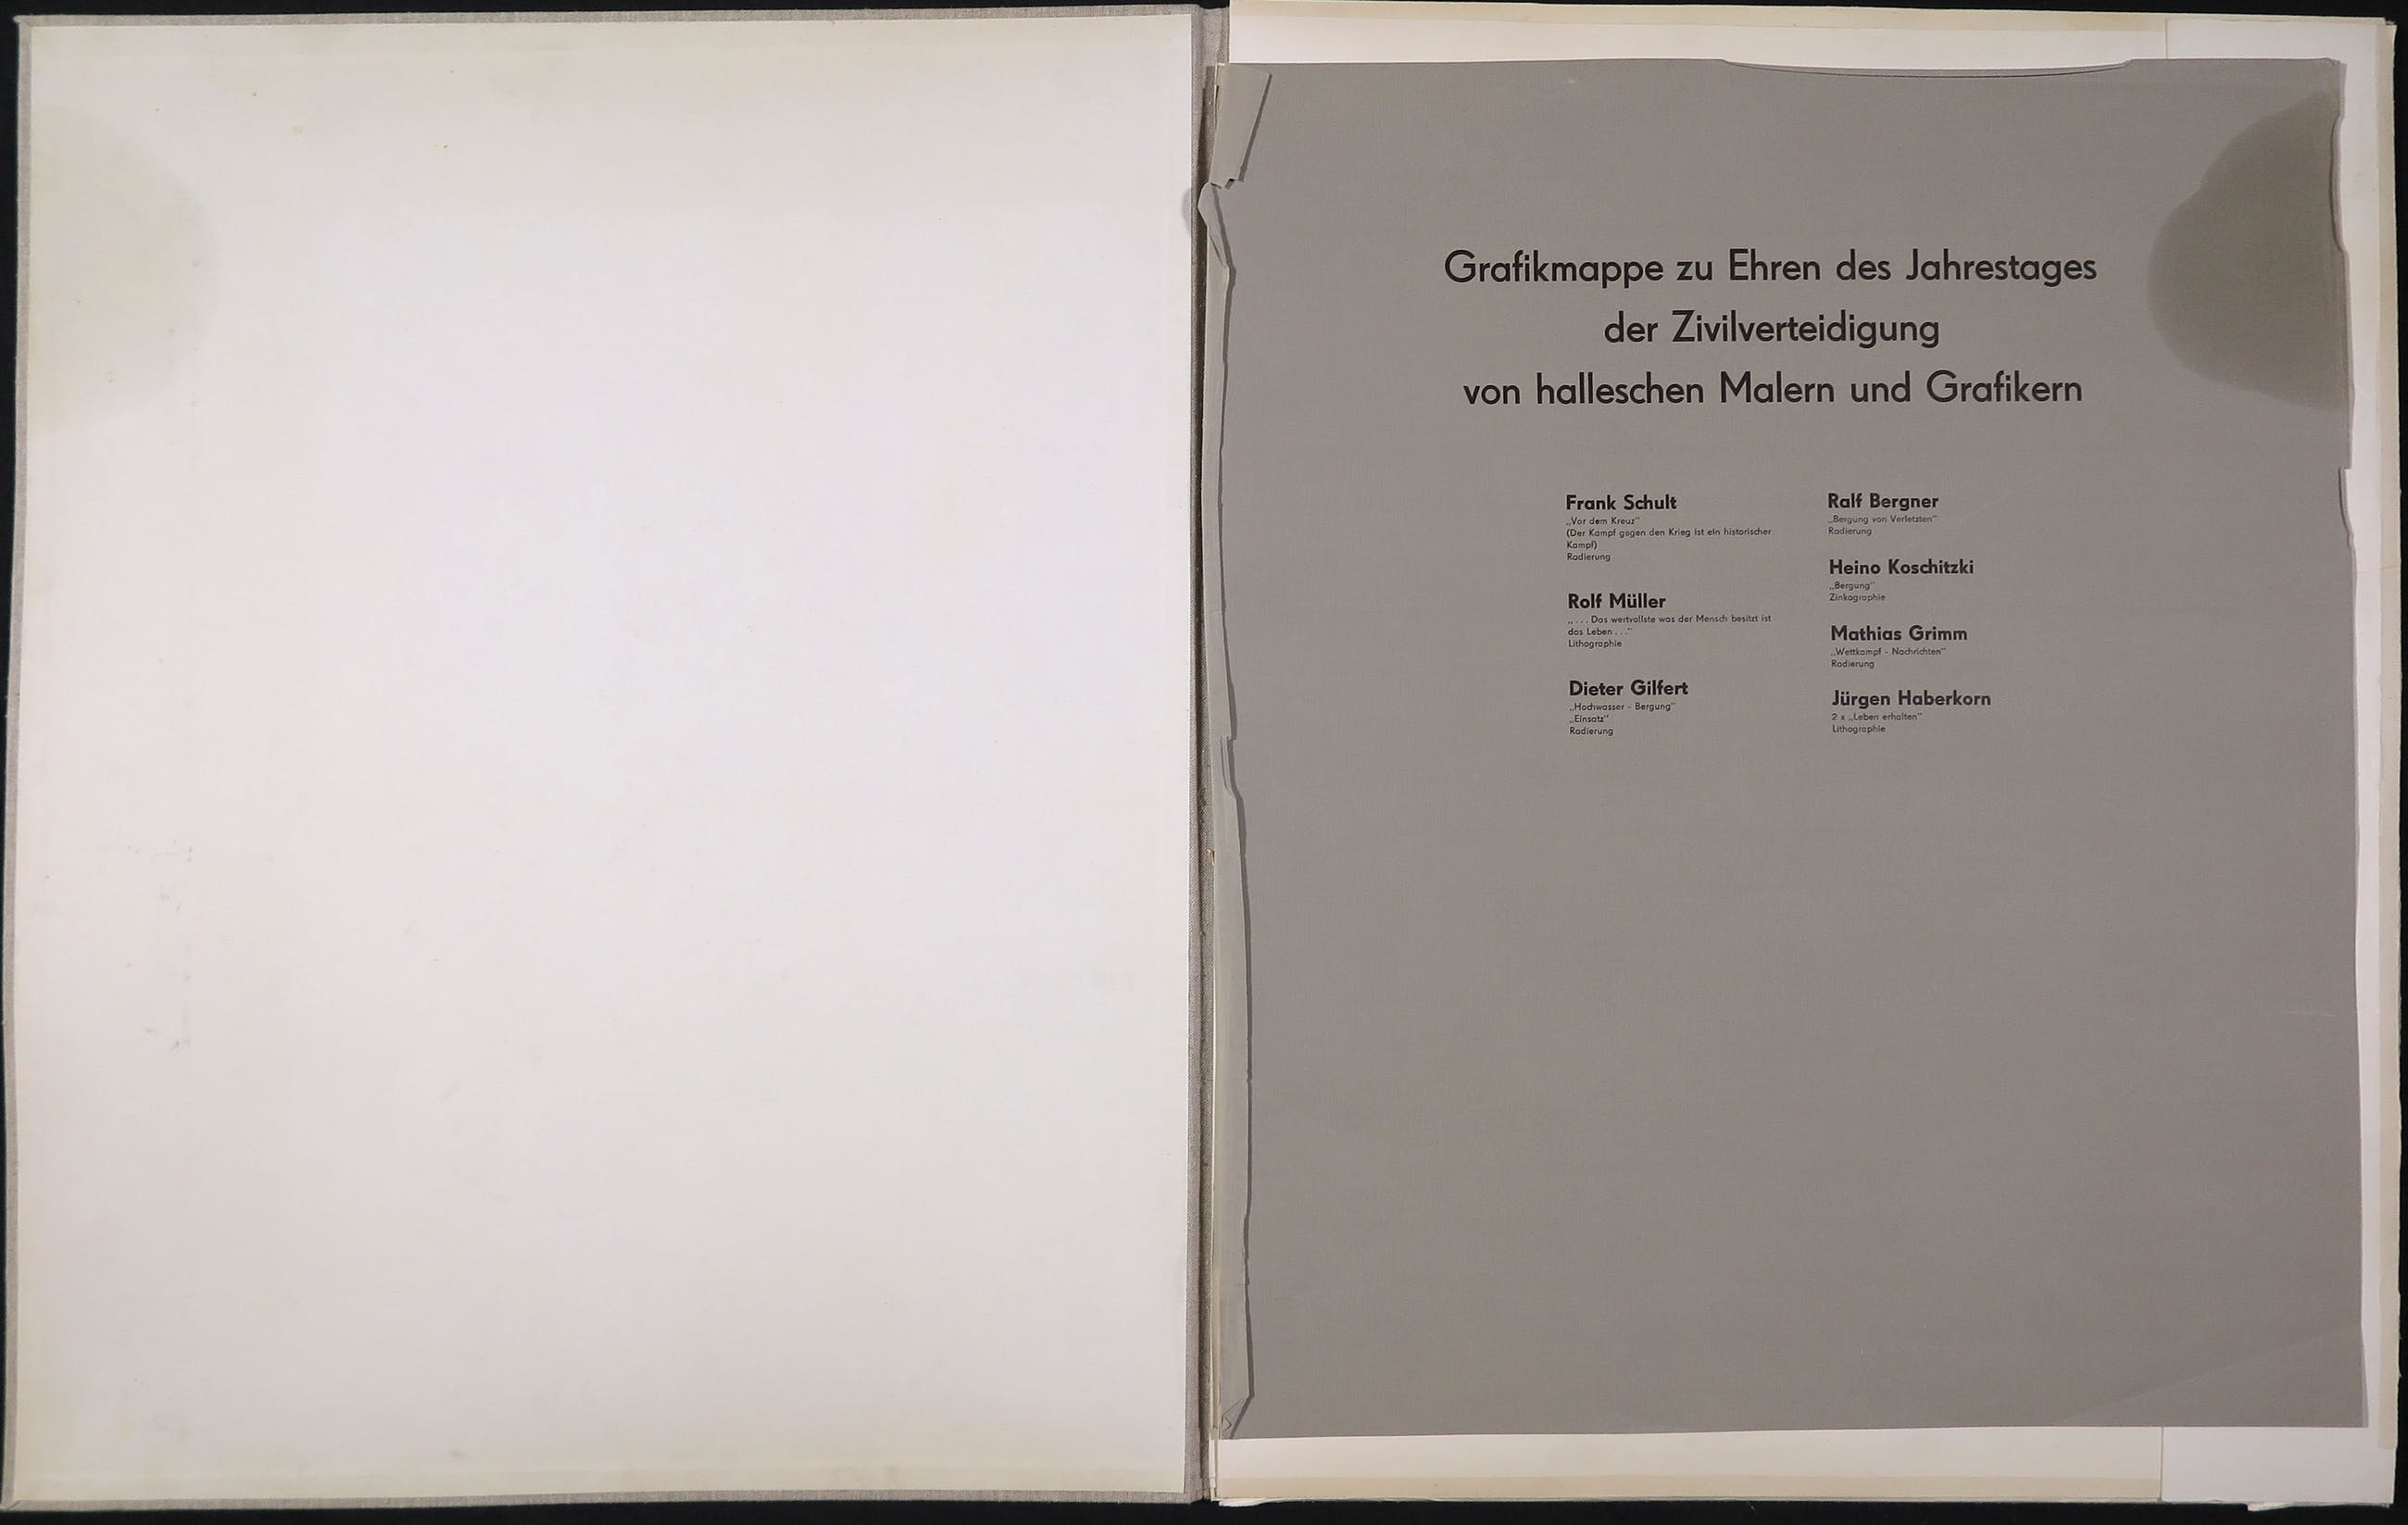 Grafikmappe zu Ehren des Jahrestages
der Zivilverteidigung
von halleschen Malern und Grafikern
Frank Schult
„Vor dem Kreuz“
(Der Kampf gegen den Krieg ist ein historischer
Kampf)
Radierung
Rolf Müller
„. . . Das wertvollste was der Mensch besitzt ist
das Leben . . .“
Lithographie
Dieter Gilfert
„Hochwasser - Bergung“
„Einsatz“
Radierung
Ralf Bergner
„Bergung von Verletzten“
Radierung
Heino Koschitzki
„Bergung“
Zinkographie
Mathias Grimm
„Wettkampf - Nachrichten“
Radierung
Jürgen Haberkorn
2 x „Leben erhalten“
Lithographie